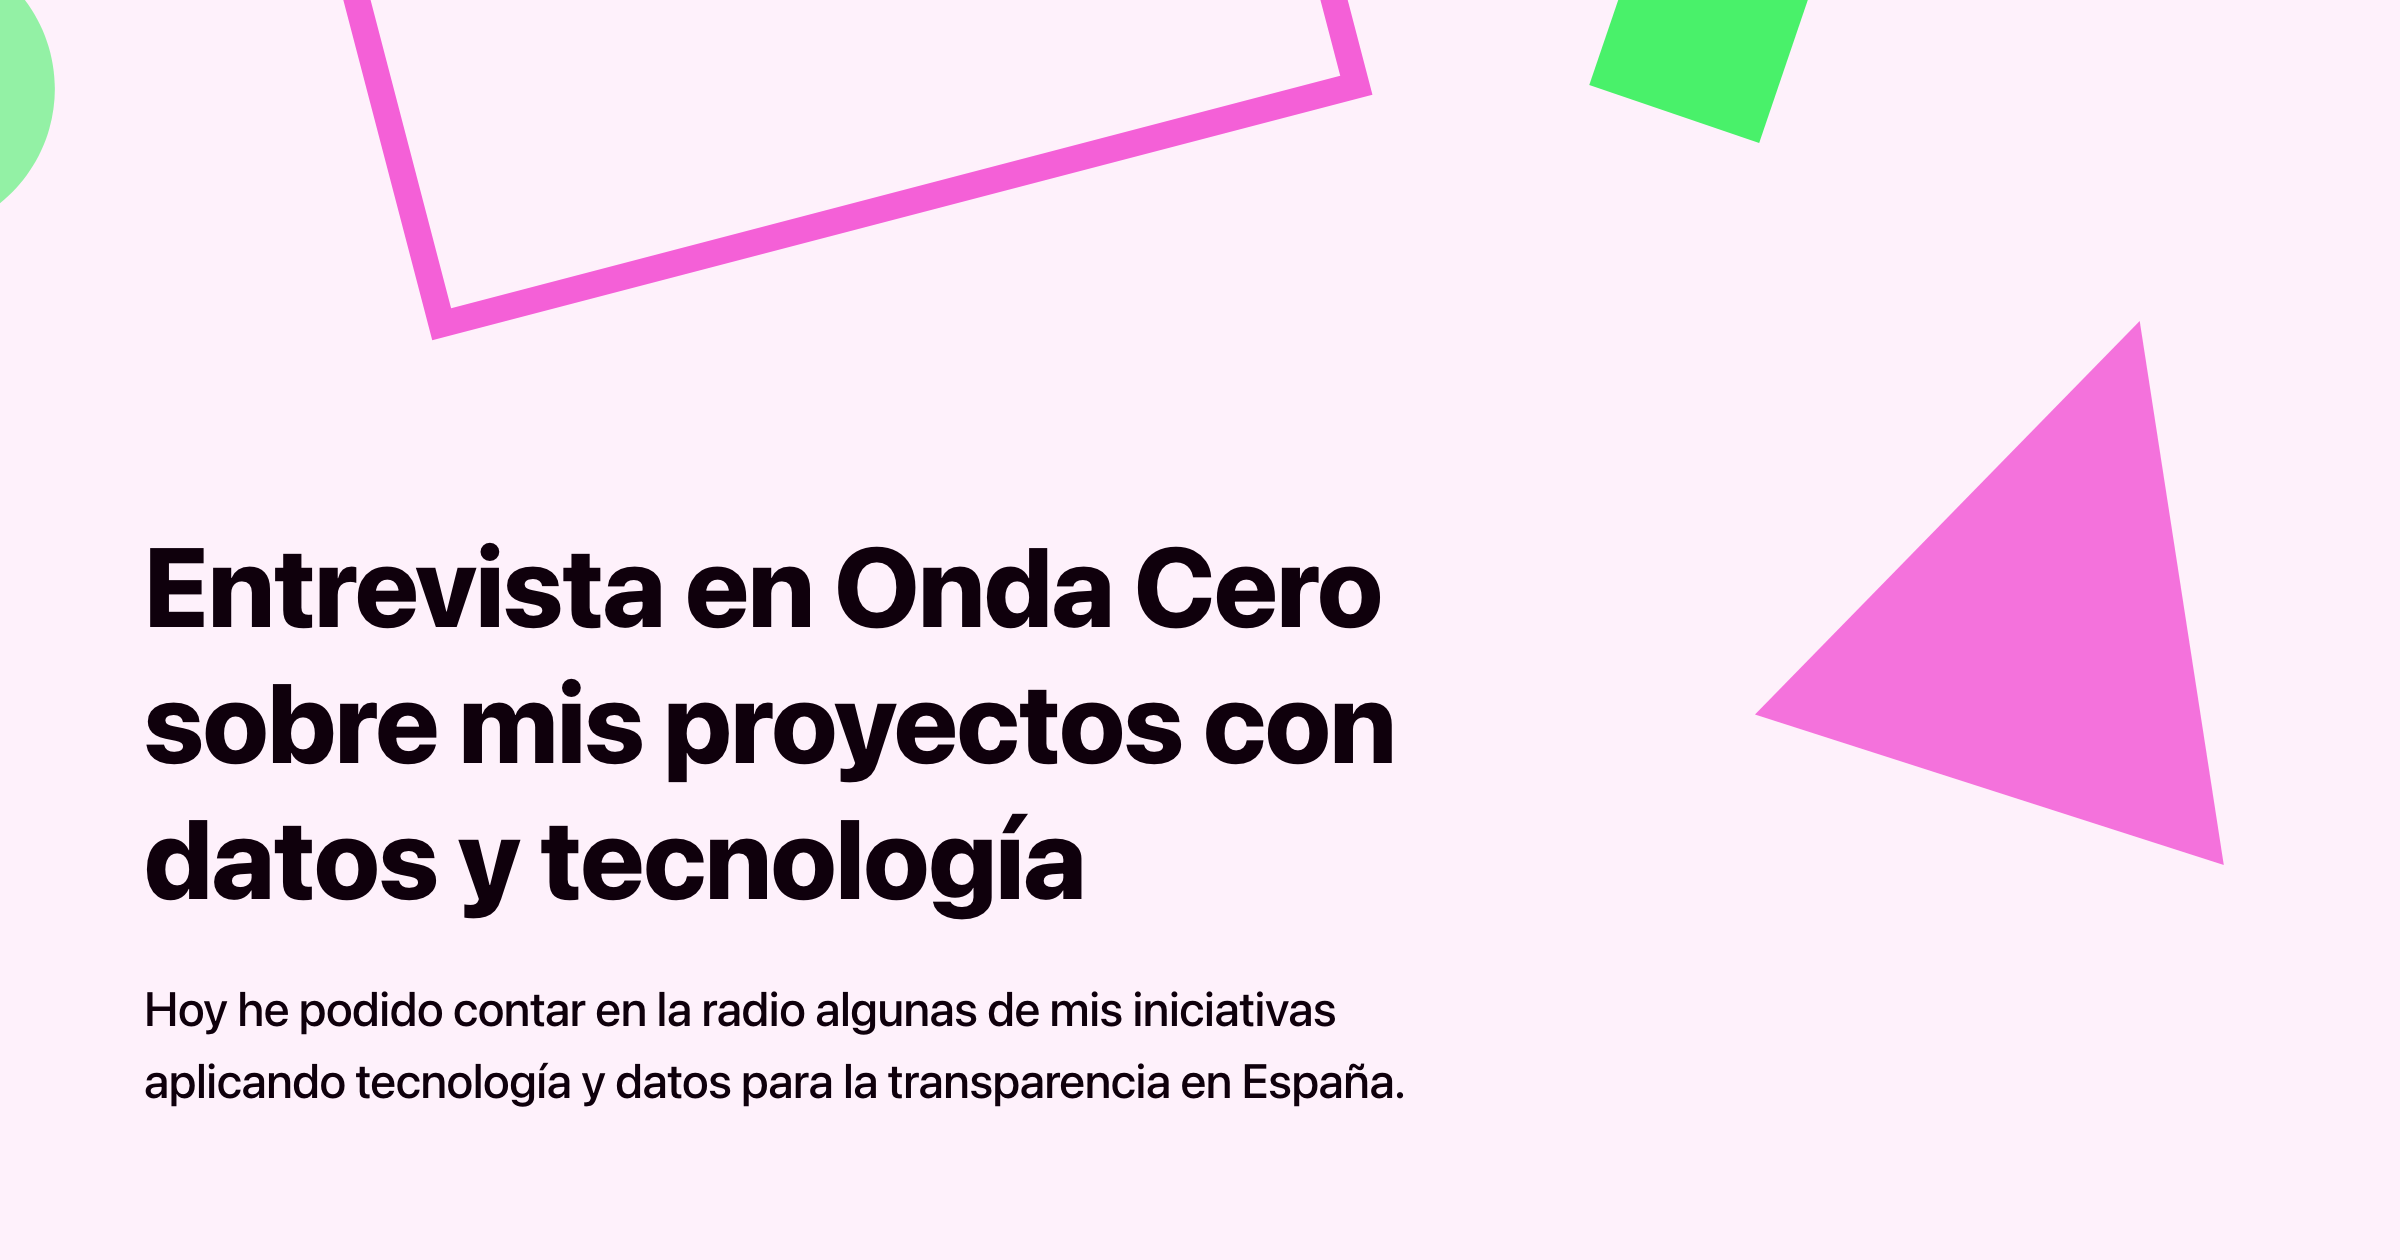 Entrevista en Onda Cero
sobre mis proyectos con
datos y tecnología
Hoy he podido contar en la radio algunas de mis iniciativas
aplicando tecnología y datos para la transparencia en España.